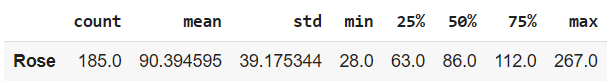 count mean std min 25% 50% 75% max
Rose 185.0 90.394595 39.175344 28.0 63.0 86.0 112.0 267.0